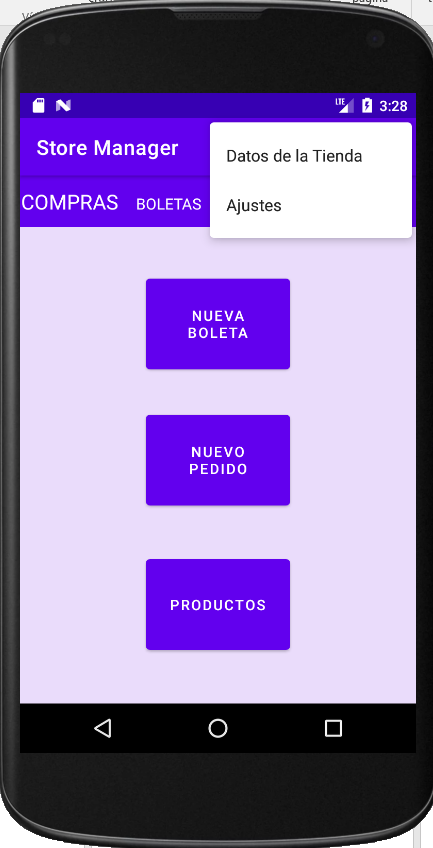 LTE 3:28
Store Manager
Datos de la Tienda
Ajustes
COMPRAS BOLETAS
NUEVA
BOLETA
NUEVO
PEDIDO
PRODUCTOS